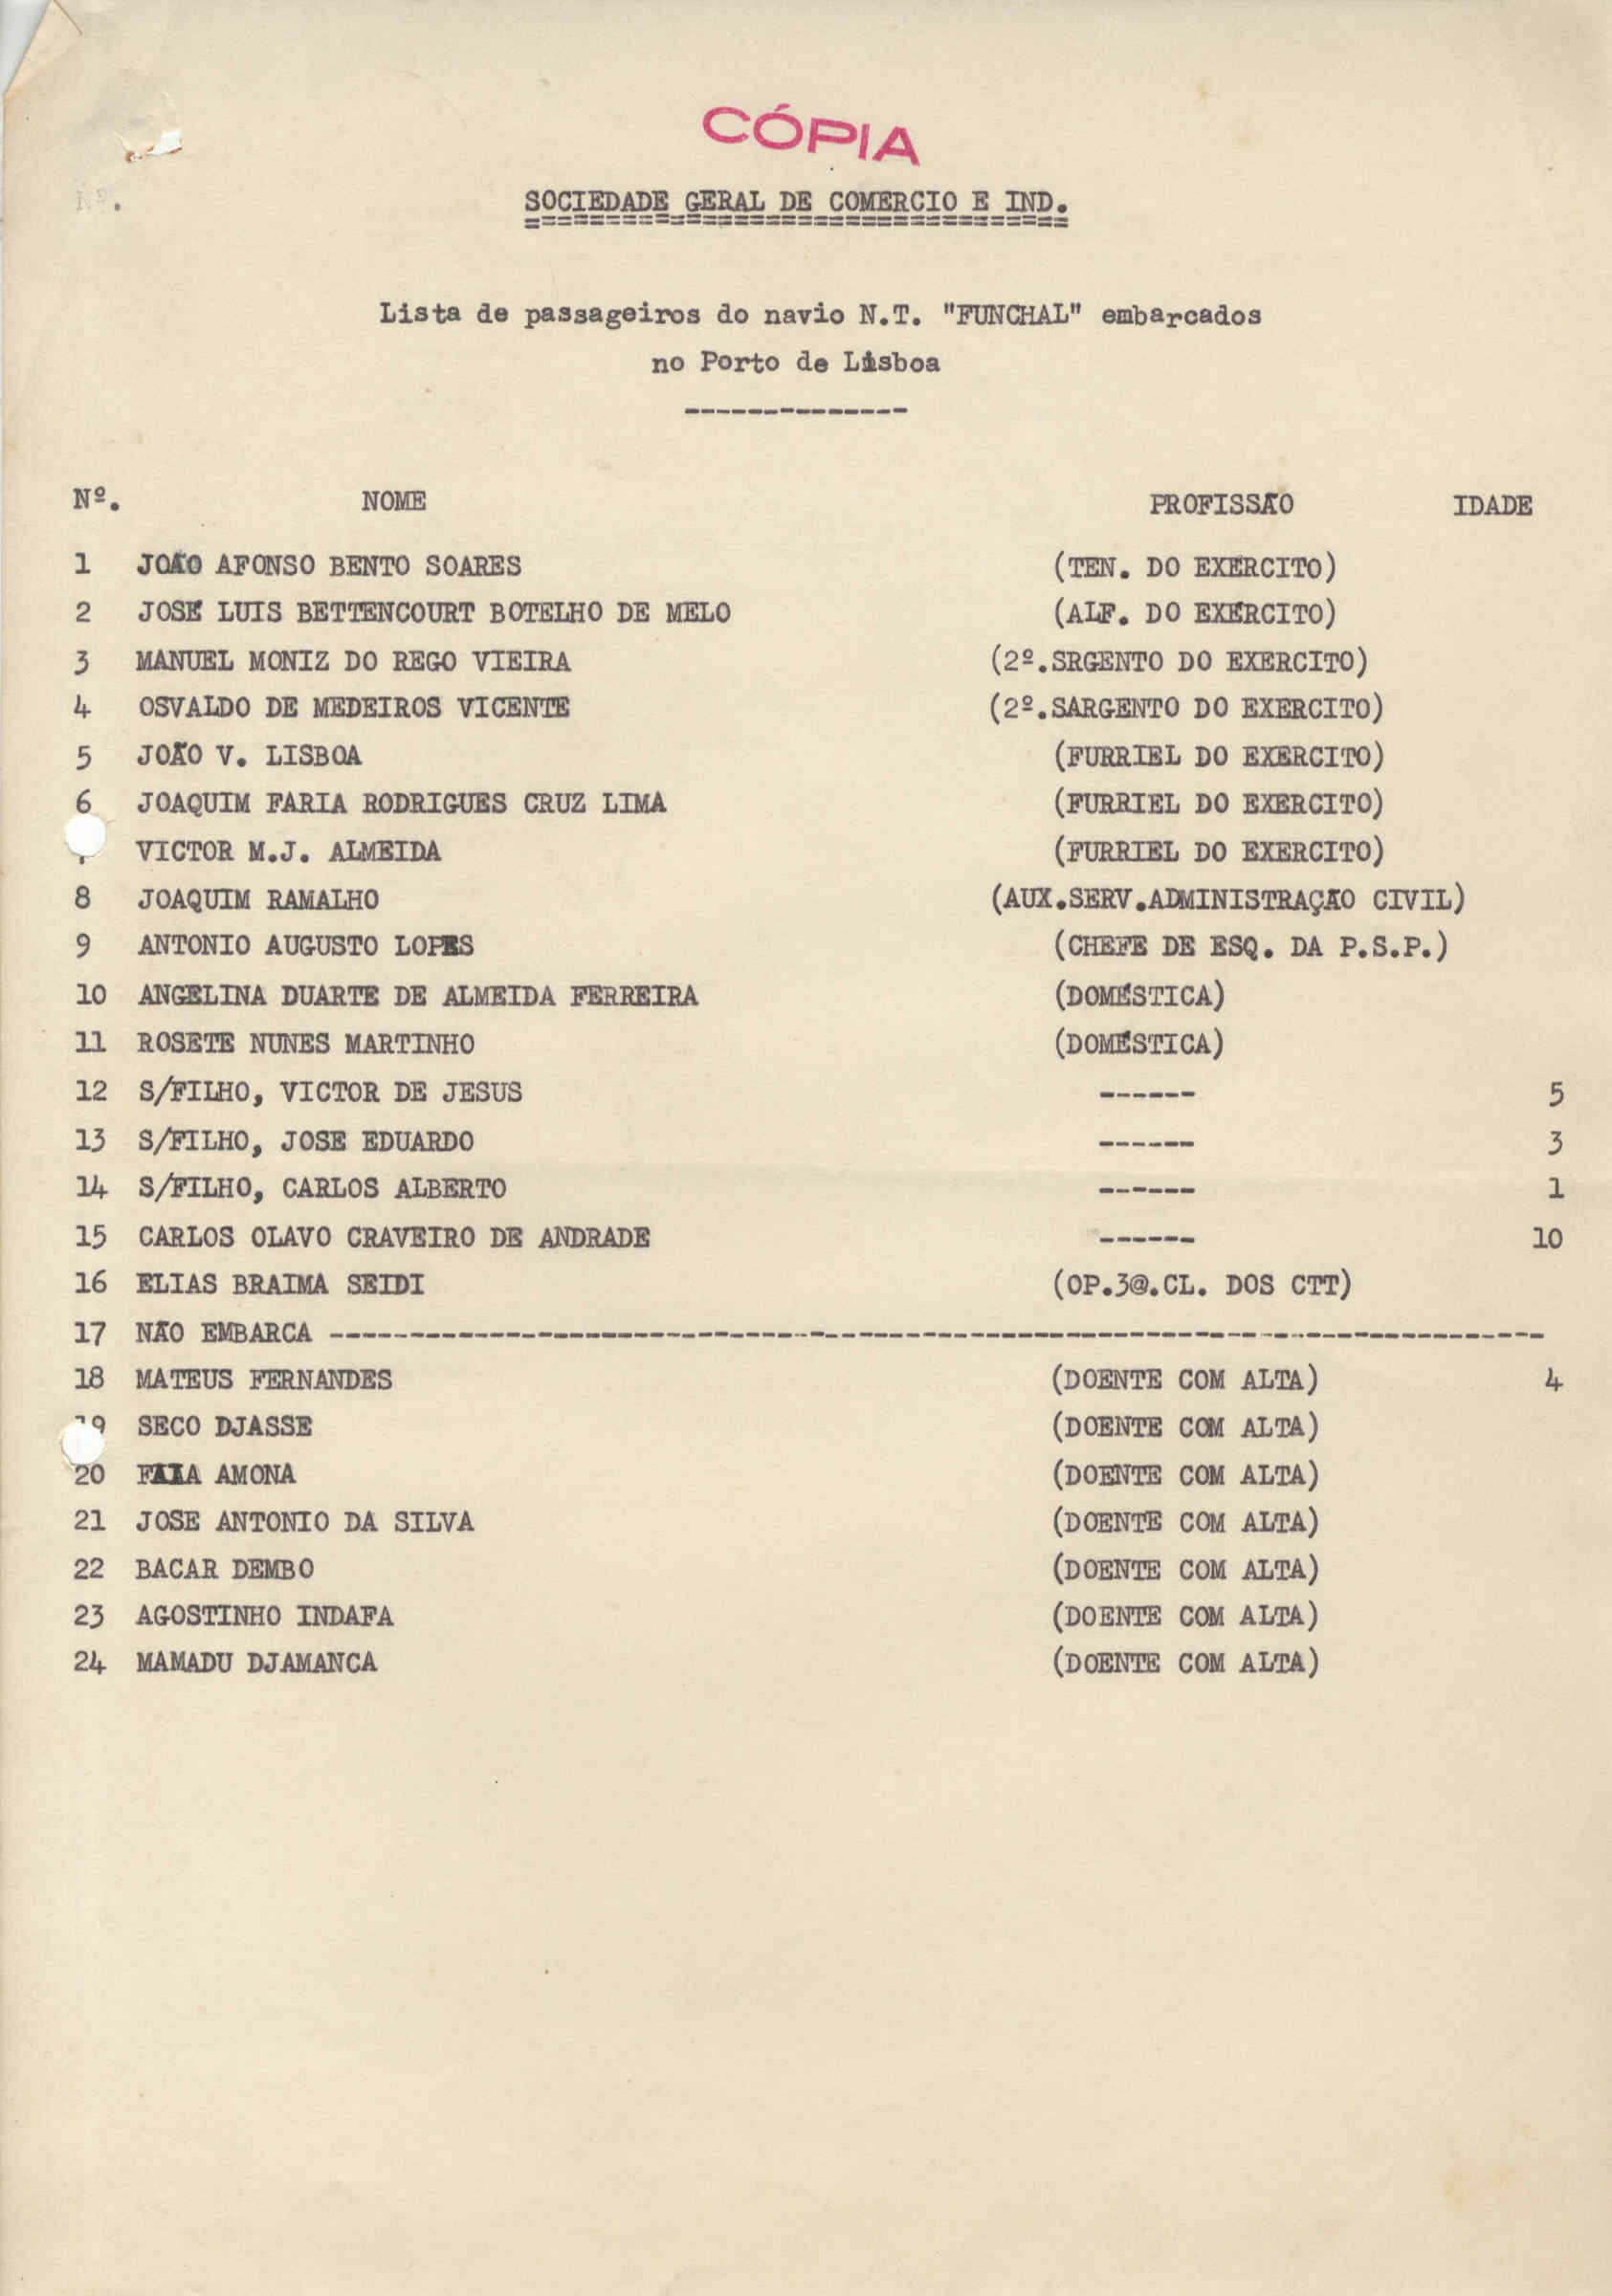 CÓPIA
Nº.
SOCIEDADE GERAL DE COMERCIO E IND.
==================================
Lista de passageiros do navio N.T. "FUNCHAL" embarcados
no Porto de Lisboa
--------------
Nº. NOME PROFISSÃO IDADE
1 JOÃO AFONSO BENTO SOARES (TEN. DO EXÉRCITO)
2 JOSÉ LUIS BETTENCOURT BOTELHO DE MELO (ALF. DO EXÉRCITO)
3 MANUEL MONIZ DO REGO VIEIRA (2º.SRGENTO DO EXERCITO)
4 OSVALDO DE MEDEIROS VICENTE (2º.SARGENTO DO EXERCITO)
5 JOÃO V. LISBOA (FURRIEL DO EXERCITO)
6 JOAQUIM FARIA RODRIGUES CRUZ LIMA (FURRIEL DO EXERCITO)
VICTOR M.J. ALMEIDA (FURRIEL DO EXERCITO)
8 JOAQUIM RAMALHO (AUX.SERV.ADMINISTRAÇÃO CIVIL)
9 ANTONIO AUGUSTO LOPES (CHEFE DE ESQ. DA P.S.P.)
10 ANGELINA DUARTE DE ALMEIDA FERREIRA (DOMÉSTICA)
11 ROSETE NUNES MARTINHO (DOMÉSTICA)
12 S/FILHO, VICTOR DE JESUS ------ 5
13 S/FILHO, JOSE EDUARDO ------ 3
14 S/FILHO, CARLOS ALBERTO ------ 1
15 CARLOS OLAVO CRAVEIRO DE ANDRADE ------ 10
16 ELIAS BRAIMA SEIDI (OP.3@.CL. DOS CTT)
17 NÃO EMBARCA ----------------------------------------------------------------------------
18 MATEUS FERNANDES (DOENTE COM ALTA) 4
19 SECO DJASSE (DOENTE COM ALTA)
20 AMONA (DOENTE COM ALTA)
21 JOSE ANTONIO DA SILVA (DOENTE COM ALTA)
22 BACAR DEMBO (DOENTE COM ALTA)
23 AGOSTINHO INDAFA (DOENTE COM ALTA)
24 MAMADU DJAMANCA (DOENTE COM ALTA)